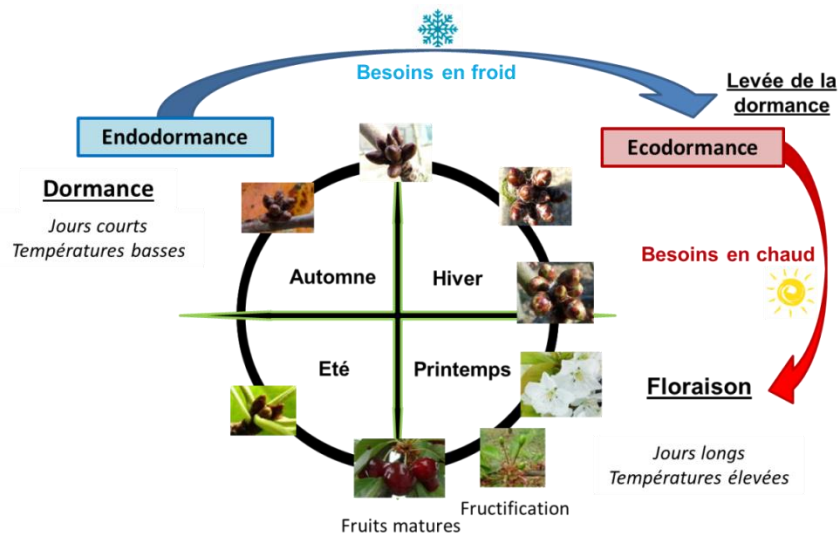 Besoins en froid
Levée de la
dormance
Endodormance
Ecodormance
Dormance
Jours courts
Températures basses
Besoins en chaud
Automne
Hiver
Eté
Printemps
Floraison
Jours longs
Températures élevées
Fructification
Fruits matures